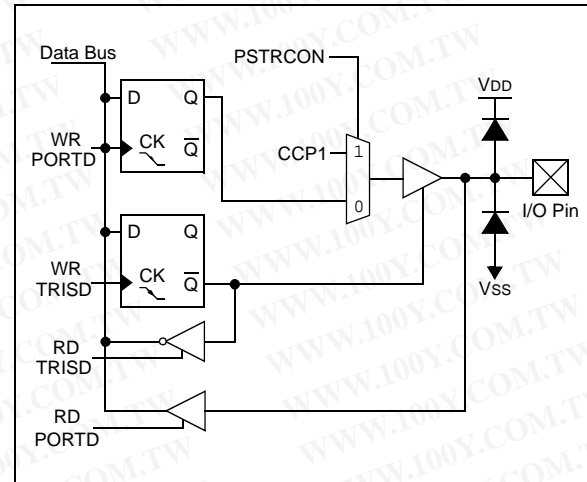 Data Bus
PSTRCON
VDD
D Q
WR
PORTD
CK Q
CCP1
1
0
I/O Pin
D Q
WR
TRISD
CK Q
VSS
RD
TRISD
RD
PORTD
WWW.100Y.COM.TW